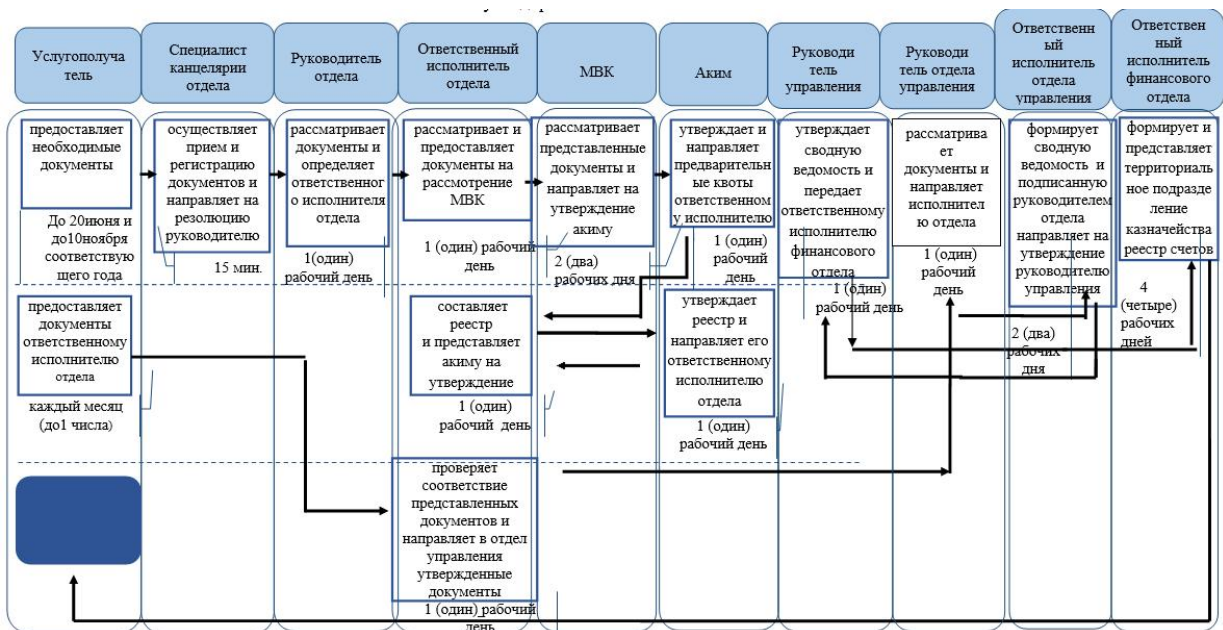 Услугополуча
тель
Специалист
канцелярии
отдела
Руководитель
отдела
Ответственный
исполнитель
отдела
МВК
Аким
Руководи
тель
управления
Руководи
тель отдела
управления
Ответственн
ый
исполнитель
отдела
управления
Ответствен
ный
исполнитель
финансового
отдела
предоставляет
необходимые
документы
До 20июня и
до10ноября
соответствую
щего года
осуществляет
прием и
регистрацию
документов и
направляет на
резолюцию
руководителю
15 мин.
рассматривает
документы и
определяет
ответственног
о исполнителя
отдела
1(один)
рабочий день
рассматривает и
предоставляет
документы на
рассмотрение
МВК
1 (один) рабочий
день
рассматривает
представленные
документы и
направляет на
утверждение
акиму
2 (два)
рабочих дня
утверждает и
направляет
предваритель
ные квоты
ответственном
у исполнителю
1 (один)
рабочий
день
утверждает
сводную
ведомость и
передает
ответственному
исполнителю
финансового
отдела
1 (один)
рабочий день
рассматрива
ет
документы и
направляет
исполнител
ю отдела
1 (один)
рабочий
день
формирует
сводную
ведомость и
подписанную
руководителем
отдела
направляет на
утверждение
руководителю
управления
2 (два)
рабочих
дня
формирует и
представляет
территориаль
ное подразде
ление
казначейства
реестр счетов
4
(четыре)
рабочих
дней
предоставляет
документы
ответственному
исполнителю
отдела
каждый месяц
(до1 числа)
составляет
реестр
и представляет
акиму на
утверждение
1 (один)
рабочий день
утверждает
реестр и
направляет его
ответственному
исполнителю
отдела
1 (один)
рабочий день
проверяет
соответствие
представленных
документов и
направляет в отдел
управления
утвержденные
документы
1 (один) рабочий
день